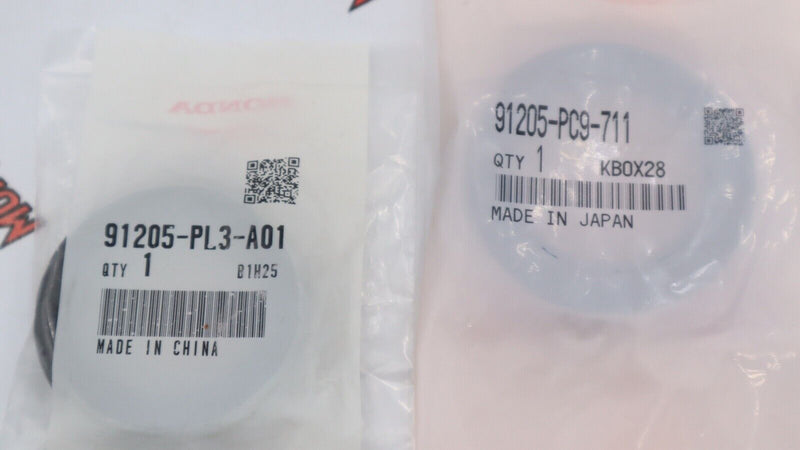 HONDA
91205-PL3-A01
QTY 1 B1H25
MADE IN CHINA
91205-PC9-711
QTY 1 KBOX28
MADE IN JAPAN